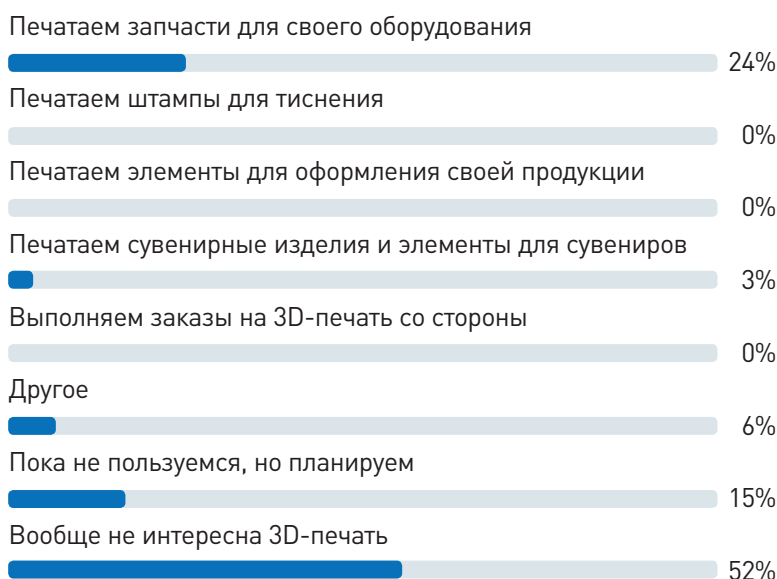 Печатаем запчасти для своего оборудования
24%
Печатаем штампы для тиснения
0%
Печатаем элементы для оформления своей продукции
0%
Печатаем сувенирные изделия и элементы для сувениров
3%
Выполняем заказы на 3D-печать со стороны
0%
Другое
6%
Пока не пользуемся, но планируем
15%
Вообще не интересна 3D-печать
52%